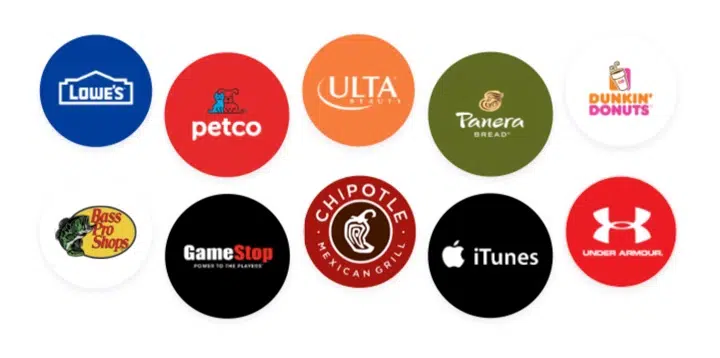 LOWE'S
petco
ULTA
BEAUTY
Panera
BREAD®
DUNKIN'
DONUTS
Bass
Pro
Shops
GameStop
POWER TO THE PLAYERS®
CHIPOTLE
MEXICAN GRILL
iTunes
UNDER ARMOUR.